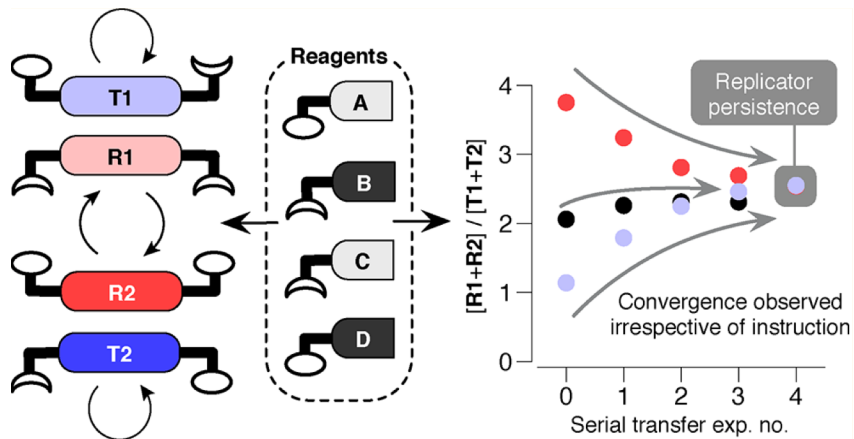 T1
R1
R2
T2
Reagents
A
B
C
D
[R1+R2] / [T1+T2]
4
3
2
1
0
Replicator
persistence
Convergence observed
irrespective of instruction
0 1 2 3 4
Serial transfer exp. no.